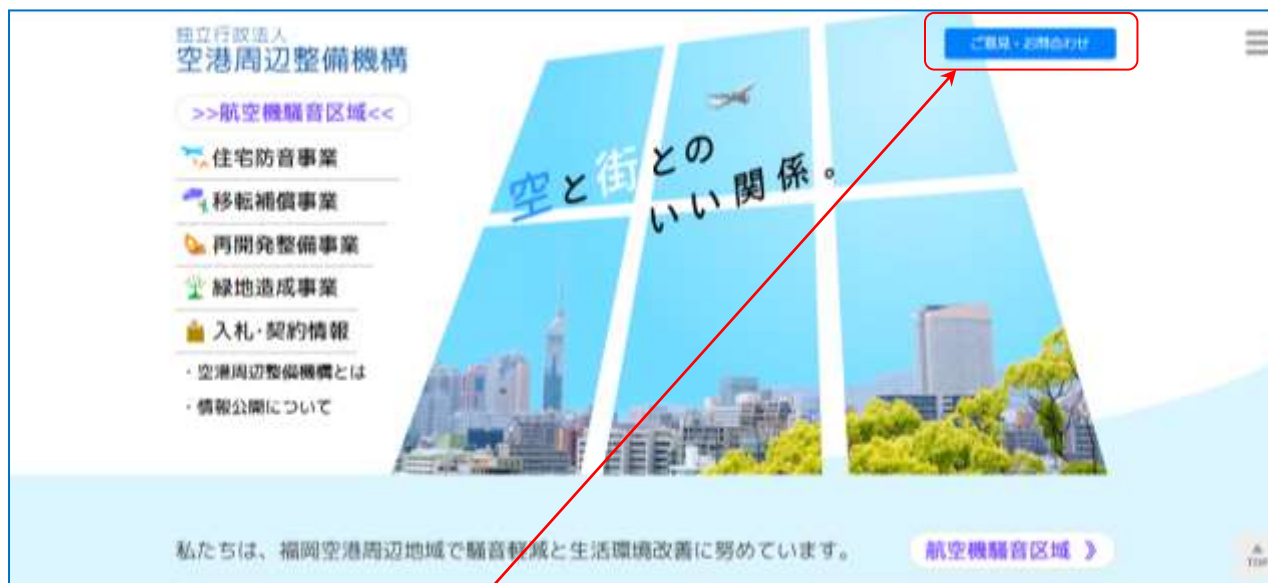 独立行政法人
空港周辺整備機構
ご意見・お問合わせ
>>航空機騒音区域<<
住宅防音事業
移転補償事業
再開発整備事業
緑地造成事業
入札・契約情報
・空港周辺整備機構とは
・情報公開について
空と街との
いい関係。
私たちは、福岡空港周辺地域で騒音軽減と生活環境改善に努めています。
航空機騒音区域 》
TOP